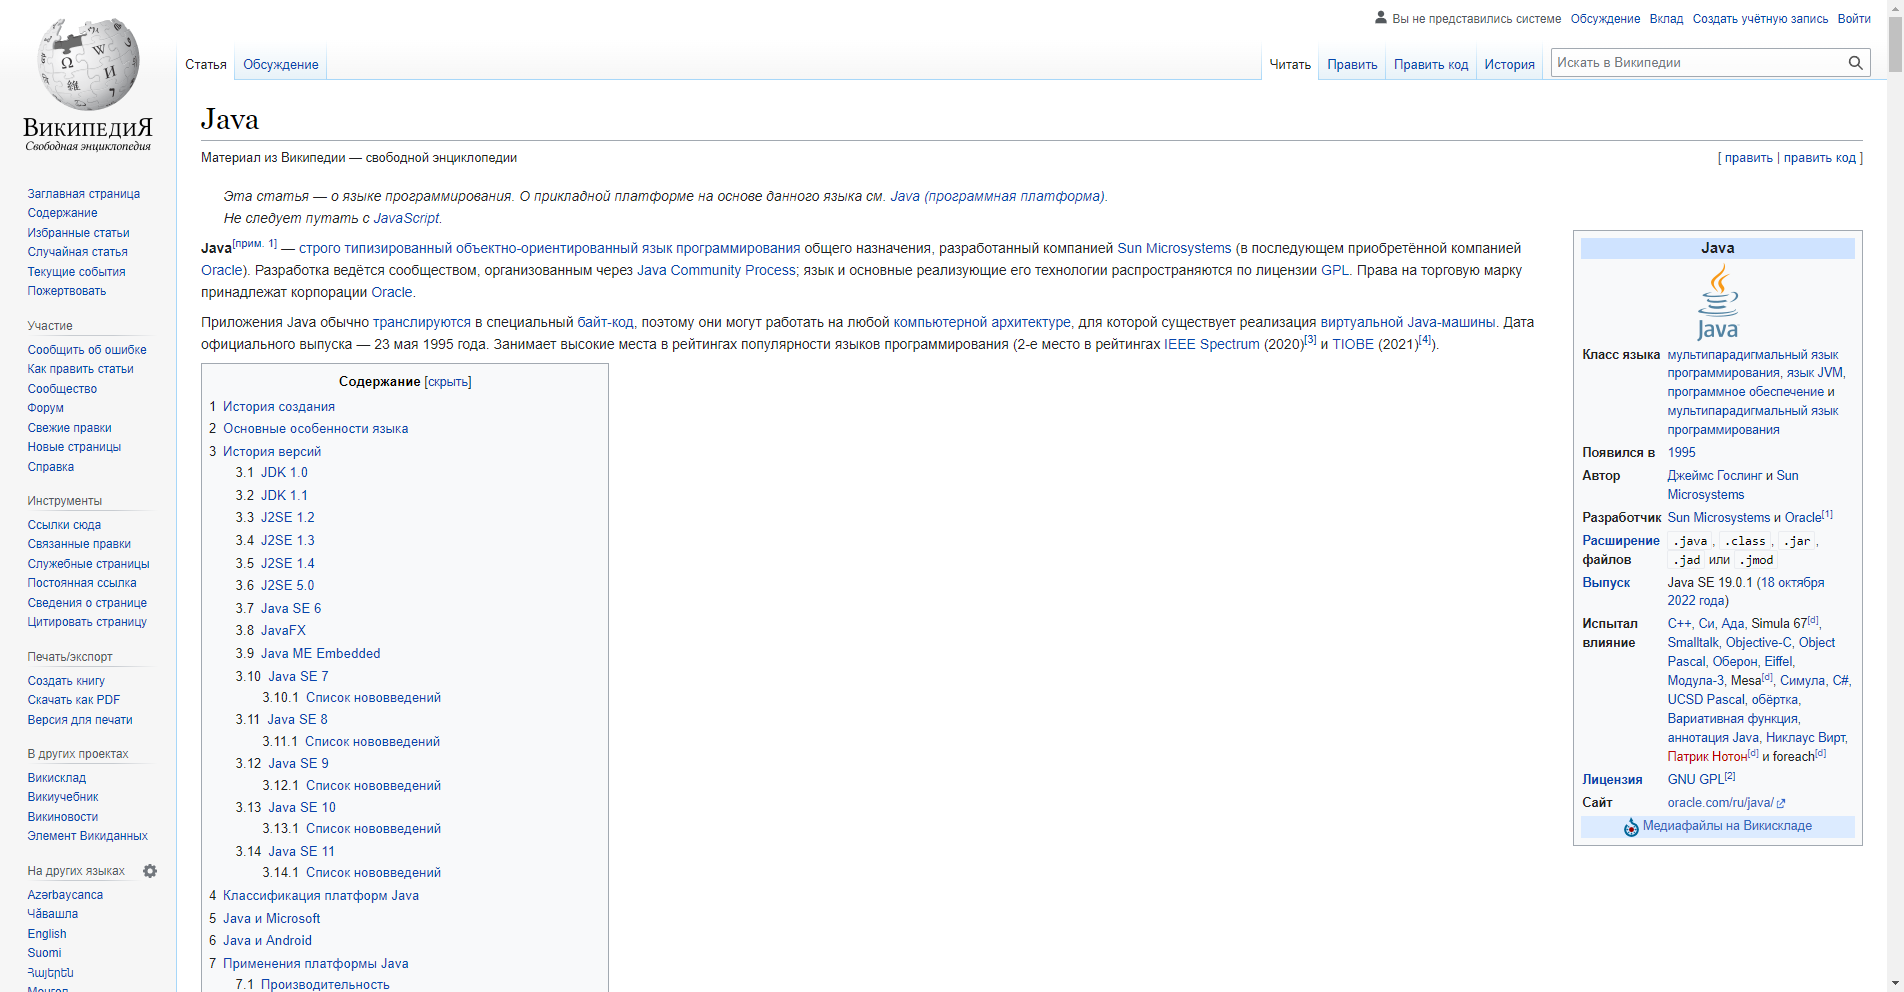 Вы не представились системе Обсуждение Вклад Создать учётную запись Войти
Статья Обсуждение Читать Править Править код История Искать в Википедии
ВикипедиЯ
Свободная энциклопедия
Заглавная страница
Содержание
Избранные статьи
Случайная статья
Текущие события
Пожертвовать
Участие
Сообщить об ошибке
Как править статьи
Сообщество
Форум
Свежие правки
Новые страницы
Справка
Инструменты
Ссылки сюда
Связанные правки
Служебные страницы
Постоянная ссылка
Сведения о странице
Цитировать страницу
Печать/экспорт
Создать книгу
Скачать как PDF
Версия для печати
В других проектах
Викисклад
Викиучебник
Викиновости
Элемент Викиданных
На других языках
Azərbaycanca
Чӑвашла
English
Suomi
Հայերեն
Монгол
Java
Материал из Википедии — свободной энциклопедии
[ править | править код ]
Эта статья — о языке программирования. О прикладной платформе на основе данного языка см. Java (программная платформа).
Не следует путать с JavaScript.
Java[прим. 1] — строго типизированный объектно-ориентированный язык программирования общего назначения, разработанный компанией Sun Microsystems (в последующем приобретённой компанией
Oracle). Разработка ведётся сообществом, организованным через Java Community Process; язык и основные реализующие его технологии распространяются по лицензии GPL. Права на торговую марку
принадлежат корпорации Oracle.
Приложения Java обычно транслируются в специальный байт-код, поэтому они могут работать на любой компьютерной архитектуре, для которой существует реализация виртуальной Java-машины. Дата
официального выпуска — 23 мая 1995 года. Занимает высокие места в рейтингах популярности языков программирования (2-е место в рейтингах IEEE Spectrum (2020)[3] и TIOBE (2021)[4]).
Содержание [скрыть]
1 История создания
2 Основные особенности языка
3 История версий
3.1 JDK 1.0
3.2 JDK 1.1
3.3 J2SE 1.2
3.4 J2SE 1.3
3.5 J2SE 1.4
3.6 J2SE 5.0
3.7 Java SE 6
3.8 JavaFX
3.9 Java ME Embedded
3.10 Java SE 7
3.10.1 Список нововведений
3.11 Java SE 8
3.11.1 Список нововведений
3.12 Java SE 9
3.12.1 Список нововведений
3.13 Java SE 10
3.13.1 Список нововведений
3.14 Java SE 11
3.14.1 Список нововведений
4 Классификация платформ Java
5 Java и Microsoft
6 Java и Android
7 Применения платформы Java
7.1 Производительность
Java
Java
Класс языка мультипарадигмальный язык
программирования, язык JVM,
программное обеспечение и
мультипарадигмальный язык
программирования
Появился в 1995
Автор Джеймс Гослинг и Sun
Microsystems
Разработчик Sun Microsystems и Oracle[1]
Расширение .java, .class, .jar,
файлов .jad или .jmod
Выпуск Java SE 19.0.1 (18 октября
2022 года)
Испытал C++, Си, Ада, Simula 67[d],
влияние Smalltalk, Objective-C, Object
Pascal, Оберон, Eiffel,
Модула-3, Mesa[d], Симула, C#,
UCSD Pascal, обёртка,
Вариативная функция,
аннотация Java, Никлаус Вирт,
Патрик Нотон[d] и foreach[d]
Лицензия GNU GPL[2]
Сайт oracle.com/ru/java/
Медиафайлы на Викискладе